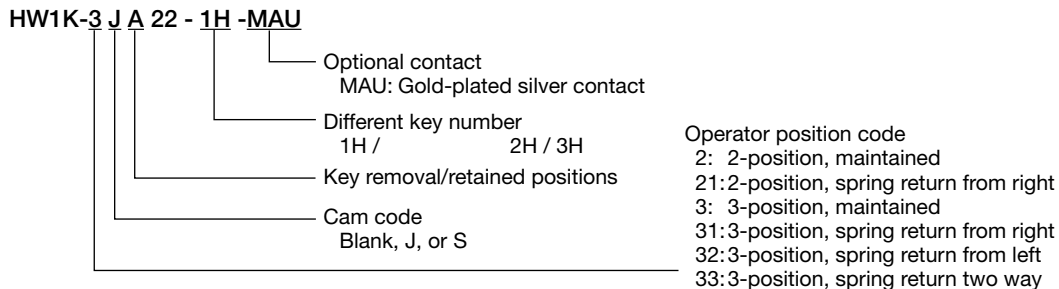 HW1K-3 J A 22 - 1H -MAU
Optional contact
MAU: Gold-plated silver contact
Different key number
1H / 2H / 3H
Key removal/retained positions
Cam code
Blank, J, or S
Operator position code
2: 2-position, maintained
21:2-position, spring return from right
3: 3-position, maintained
31:3-position, spring return from right
32:3-position, spring return from left
33:3-position, spring return two way